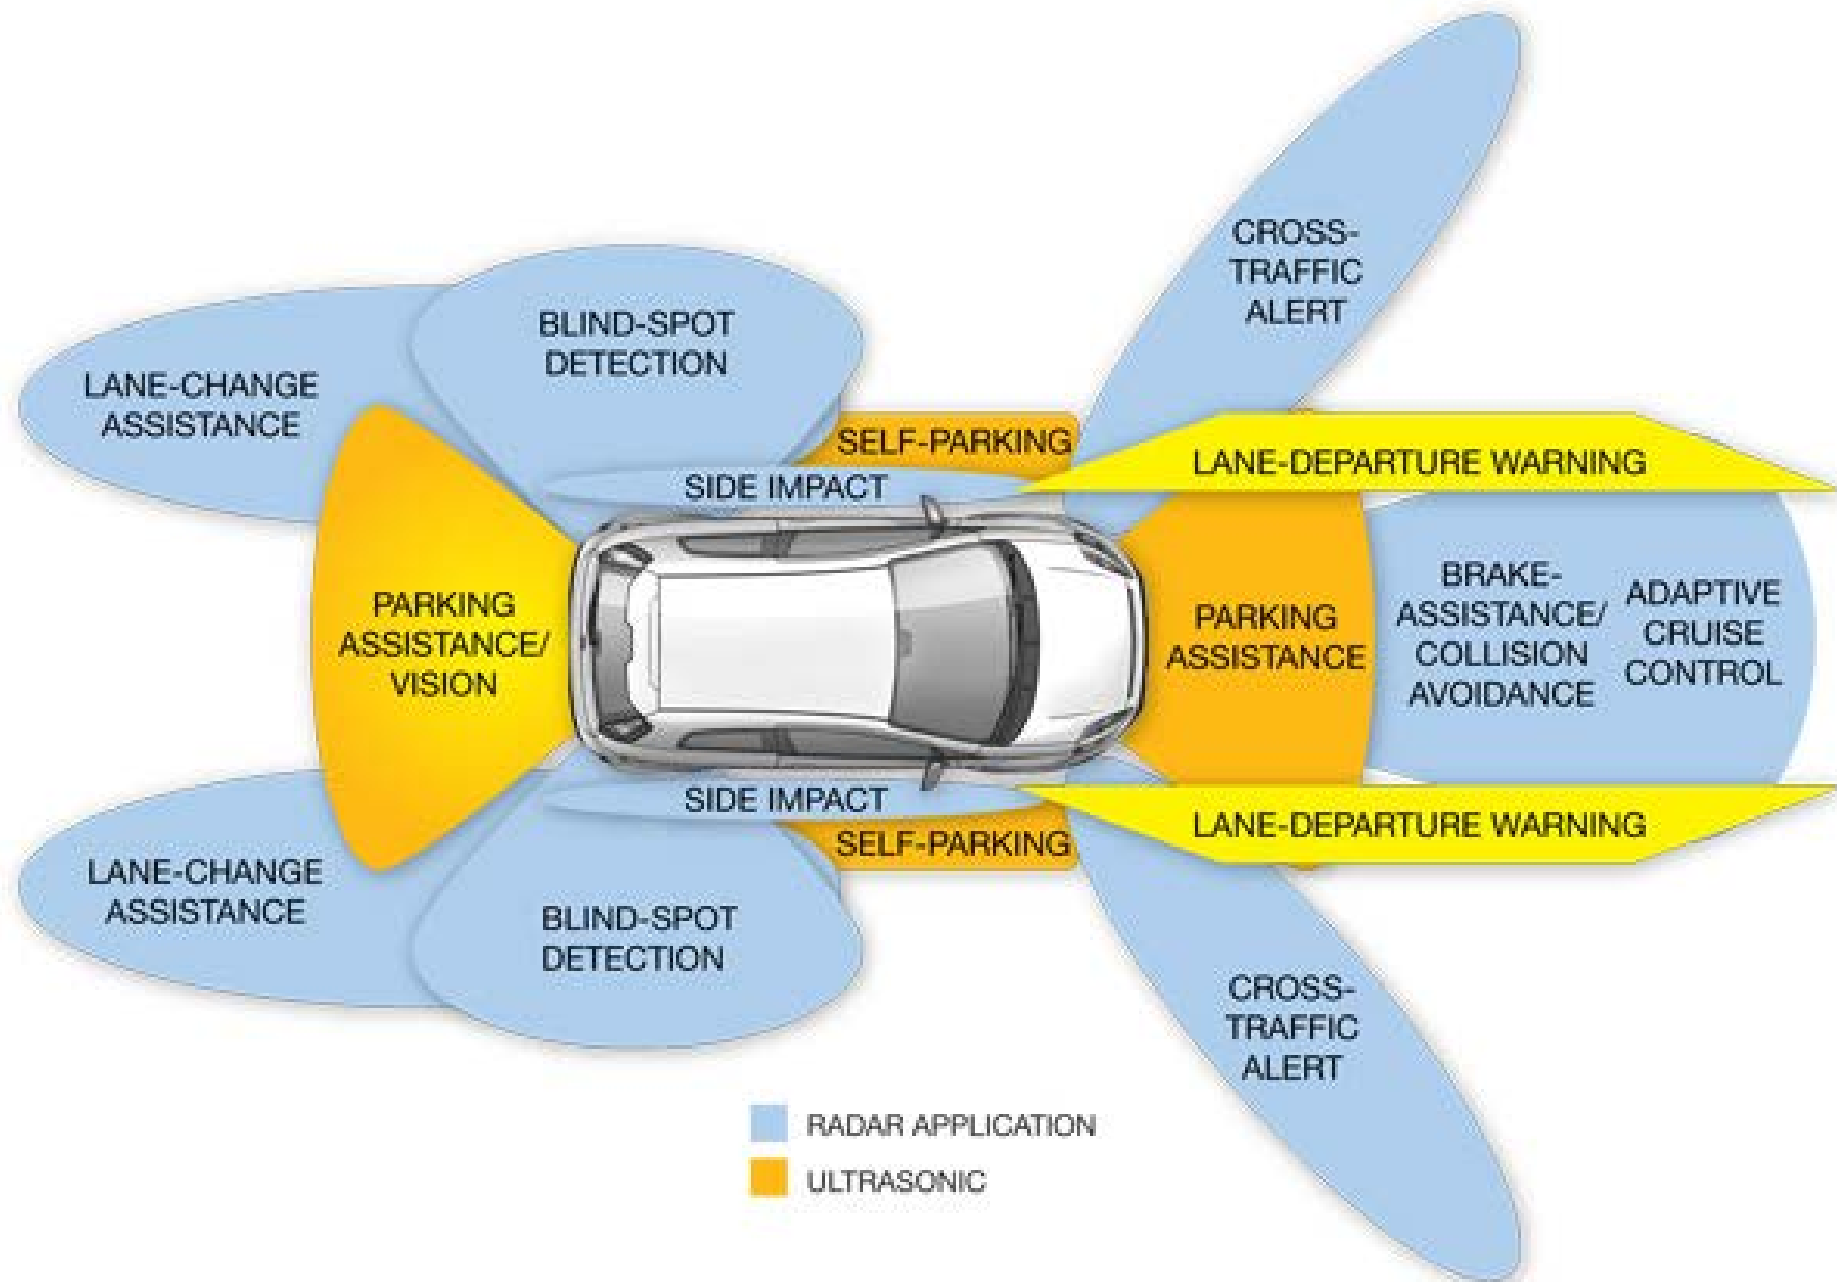 CROSS-
TRAFFIC
ALERT
BLIND-SPOT
DETECTION
LANE-CHANGE
ASSISTANCE
SELF-PARKING
LANE-DEPARTURE WARNING
SIDE IMPACT
PARKING
ASSISTANCE/
VISION
PARKING
ASSISTANCE
BRAKE-
ASSISTANCE/
COLLISION
AVOIDANCE
ADAPTIVE
CRUISE
CONTROL
SIDE IMPACT
SELF-PARKING
LANE-DEPARTURE WARNING
LANE-CHANGE
ASSISTANCE
BLIND-SPOT
DETECTION
CROSS-
TRAFFIC
ALERT
RADAR APPLICATION
ULTRASONIC